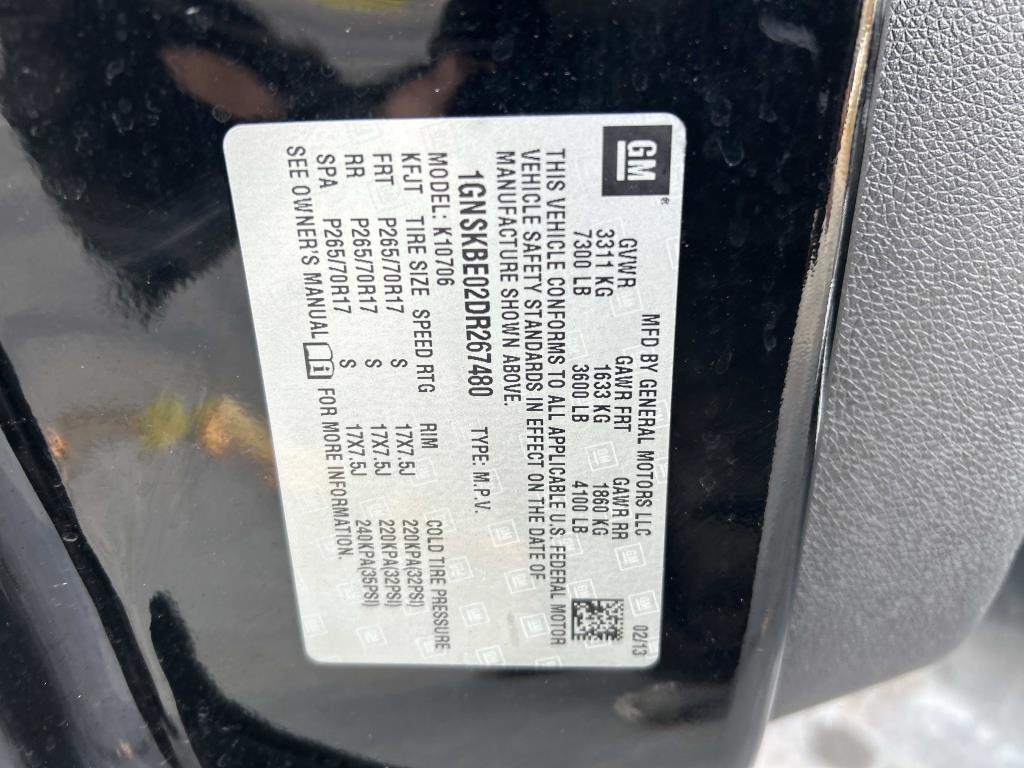 GM ®
MFD BY GENERAL MOTORS LLC 02/13
GVWR GAWR FRT GAWR RR
3311 KG 1633 KG 1860 KG
7300 LB 3600 LB 4100 LB
THIS VEHICLE CONFORMS TO ALL APPLICABLE U.S. FEDERAL MOTOR
VEHICLE SAFETY STANDARDS IN EFFECT ON THE DATE OF
MANUFACTURE SHOWN ABOVE.
1GNSKBE02DR267480 TYPE: M.P.V.
MODEL: K10706
KFJT TIRE SIZE SPEED RTG RIM COLD TIRE PRESSURE
FRT P265/70R17 S 17X7.5J 220KPA(32PSI)
RR P265/70R17 S 17X7.5J 220KPA(32PSI)
SPA P265/70R17 S 17X7.5J 240KPA(35PSI)
SEE OWNER'S MANUAL i FOR MORE INFORMATION.